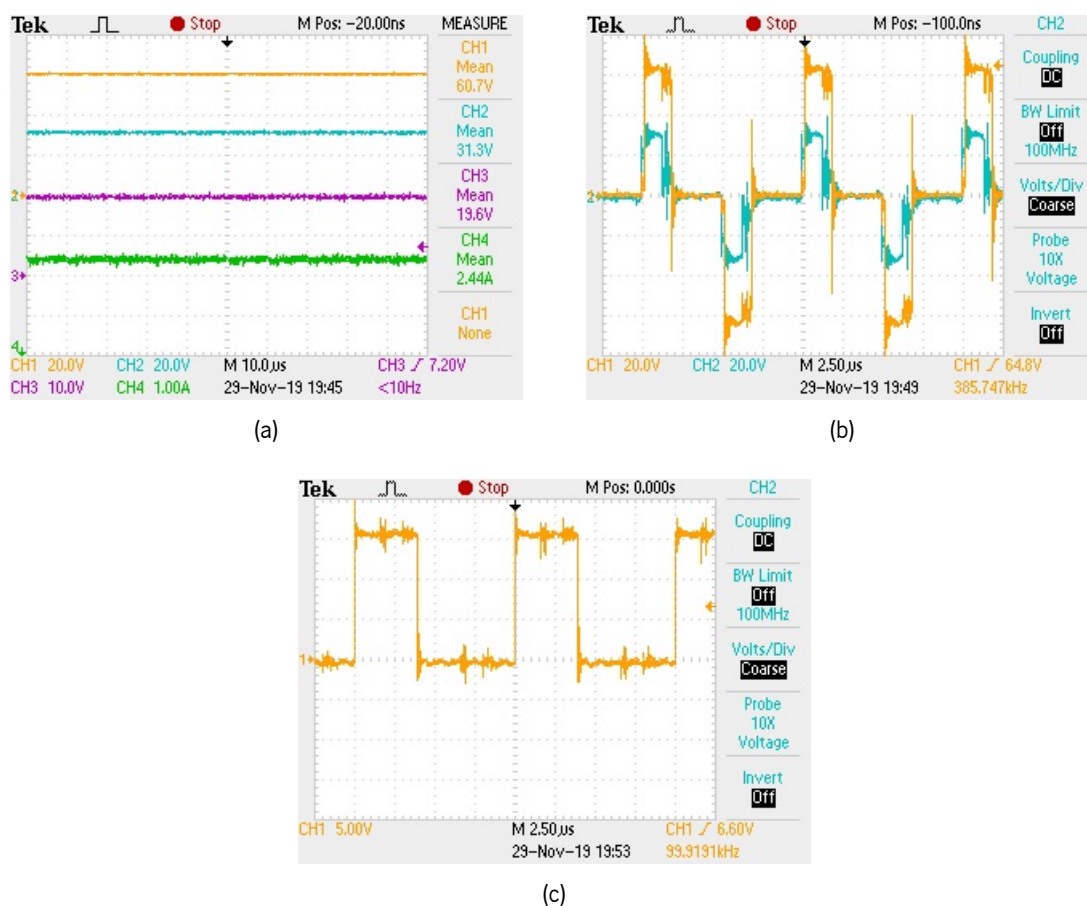 Tek Stop M Pos: -20.00ns MEASURE
CH1
Mean
60.7V
CH2
Mean
31.3V
CH3
Mean
19.6V
CH4
Mean
2.44A
CH1
None
2
3
4
CH1 20.0V CH2 20.0V M 10.0µs CH3 7.20V
CH3 10.0V CH4 1.00A 29-Nov-19 19:45 <10Hz
(a)
Tek Stop M Pos: -100.0ns CH2
Coupling
DC
BW Limit
Off
100MHz
Volts/Div
Coarse
Probe
10X
Voltage
Invert
Off
2
CH1 20.0V CH2 20.0V M 2.50µs CH1 64.8V
29-Nov-19 19:49 385.747kHz
(b)
Tek Stop M Pos: 0.000s CH2
Coupling
DC
BW Limit
Off
100MHz
Volts/Div
Coarse
Probe
10X
Voltage
Invert
Off
1
CH1 5.00V M 2.50µs CH1 6.60V
29-Nov-19 19:53 99.9191kHz
(c)